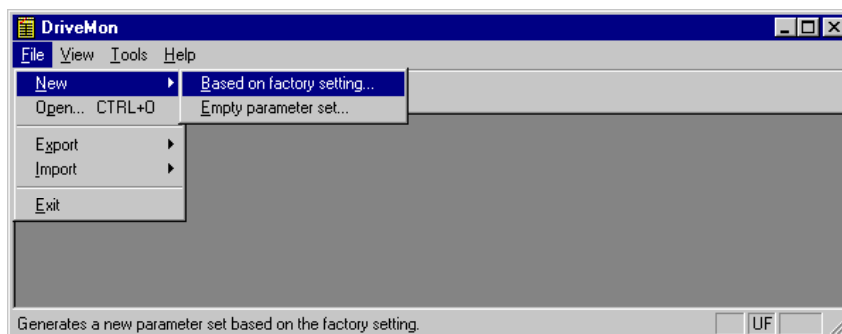 DriveMon
File View Tools Help
New Based on factory setting...
Open... CTRL+O Empty parameter set...
Export
Import
Exit
Generates a new parameter set based on the factory setting. UF